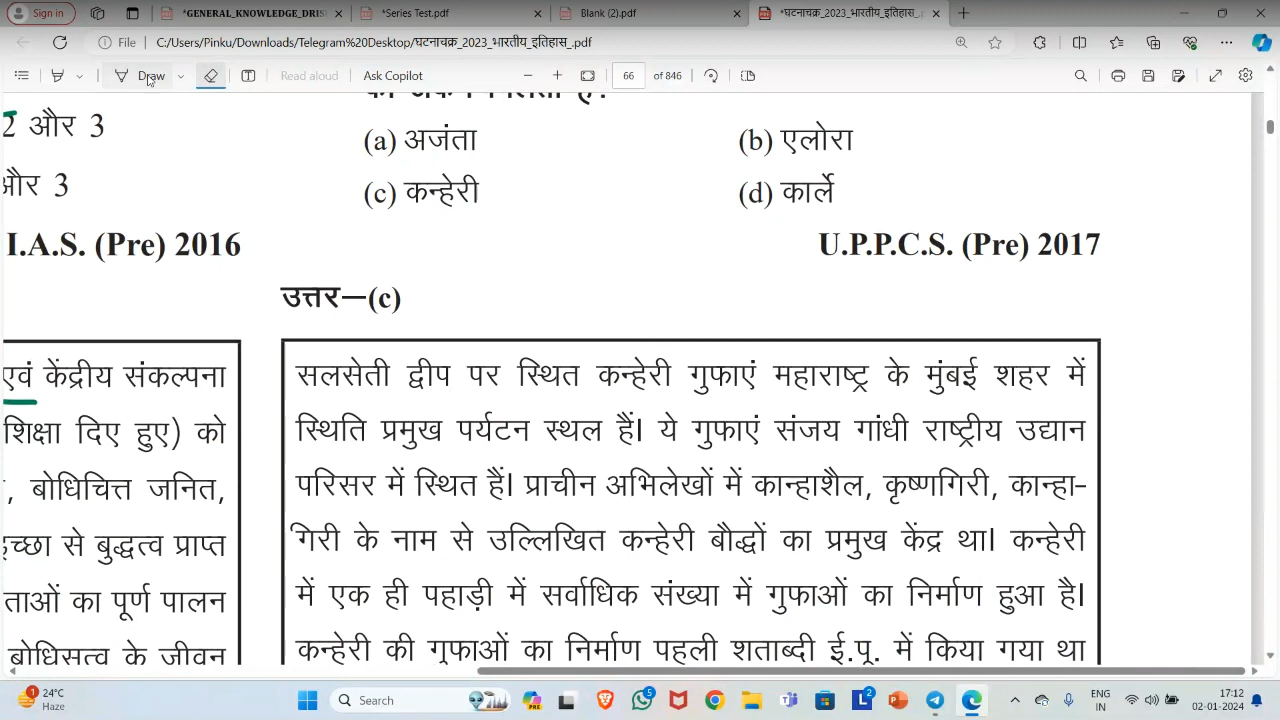 Sign in
*GENERAL_KNOWLEDGE_DRIS
*Series Test.pdf
Blank (2).pdf
*घटनाचक्र_2023_भारतीय_इतिहास_.p
File
C:/Users/Pinku/Downloads/Telegram%20Desktop/घटनाचक्र_2023_भारतीय_इतिहास_.pdf
Draw
Read aloud
Ask Copilot
66 of 846
2 और 3
और 3
I.A.S. (Pre) 2016
एवं केंद्रीय संकल्पना
शिक्षा दिए हुए) को
, बोधिचित्त जनित,
इच्छा से बुद्धत्व प्राप्त
ताओं का पूर्ण पालन
बोधिसत्व के जीवन
(a) अजंता (b) एलोरा
(c) कन्हेरी (d) कार्ले
U.P.P.C.S. (Pre) 2017
उत्तर—(c)
सलसेती द्वीप पर स्थित कन्हेरी गुफाएं महाराष्ट्र के मुंबई शहर में
स्थिति प्रमुख पर्यटन स्थल हैं। ये गुफाएं संजय गांधी राष्ट्रीय उद्यान
परिसर में स्थित हैं। प्राचीन अभिलेखों में कान्हाशैल, कृष्णगिरी, कान्हा-
गिरी के नाम से उल्लिखित कन्हेरी बौद्धों का प्रमुख केंद्र था। कन्हेरी
में एक ही पहाड़ी में सर्वाधिक संख्या में गुफाओं का निर्माण हुआ है।
कन्हेरी की गुफाओं का निर्माण पहली शताब्दी ई.पू. में किया गया था
1
24°C
Haze
Search
PRE
5
2
ENG
IN
17:12
02-01-2024